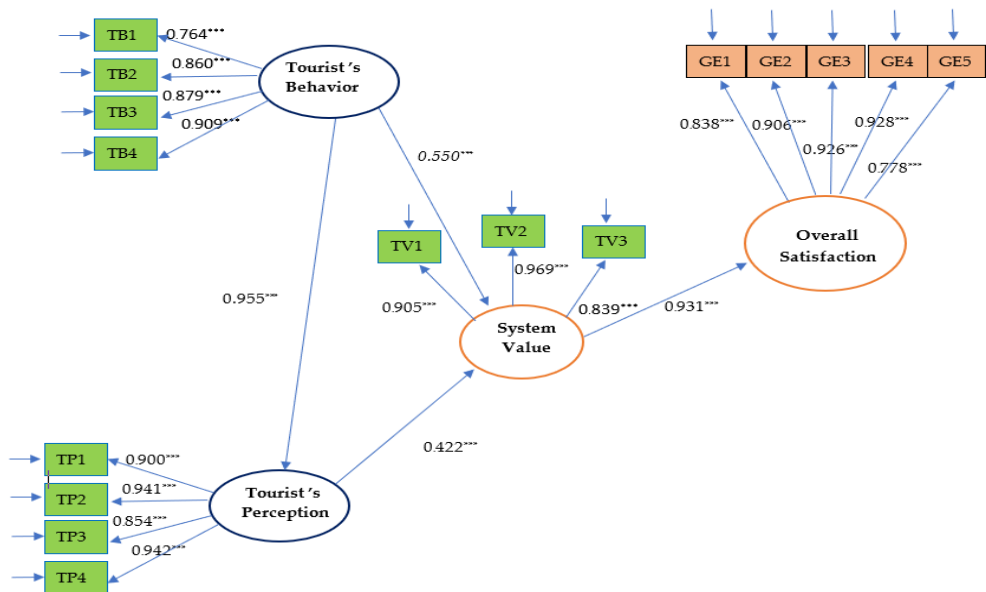 TB1
0.764***
TB2
0.860***
TB3
0.879***
TB4
0.909***
Tourist's
Behavior
GE1
GE2
GE3
GE4
GE5
0.838***
0.906***
0.926***
0.928***
0.778***
Overall
Satisfaction
0.550***
TV1
TV2
TV3
0.905***
0.969***
0.839***
System
Value
0.931***
0.955***
0.422***
TP1
0.900***
TP2
0.941***
TP3
0.854***
TP4
0.942***
Tourist's
Perception